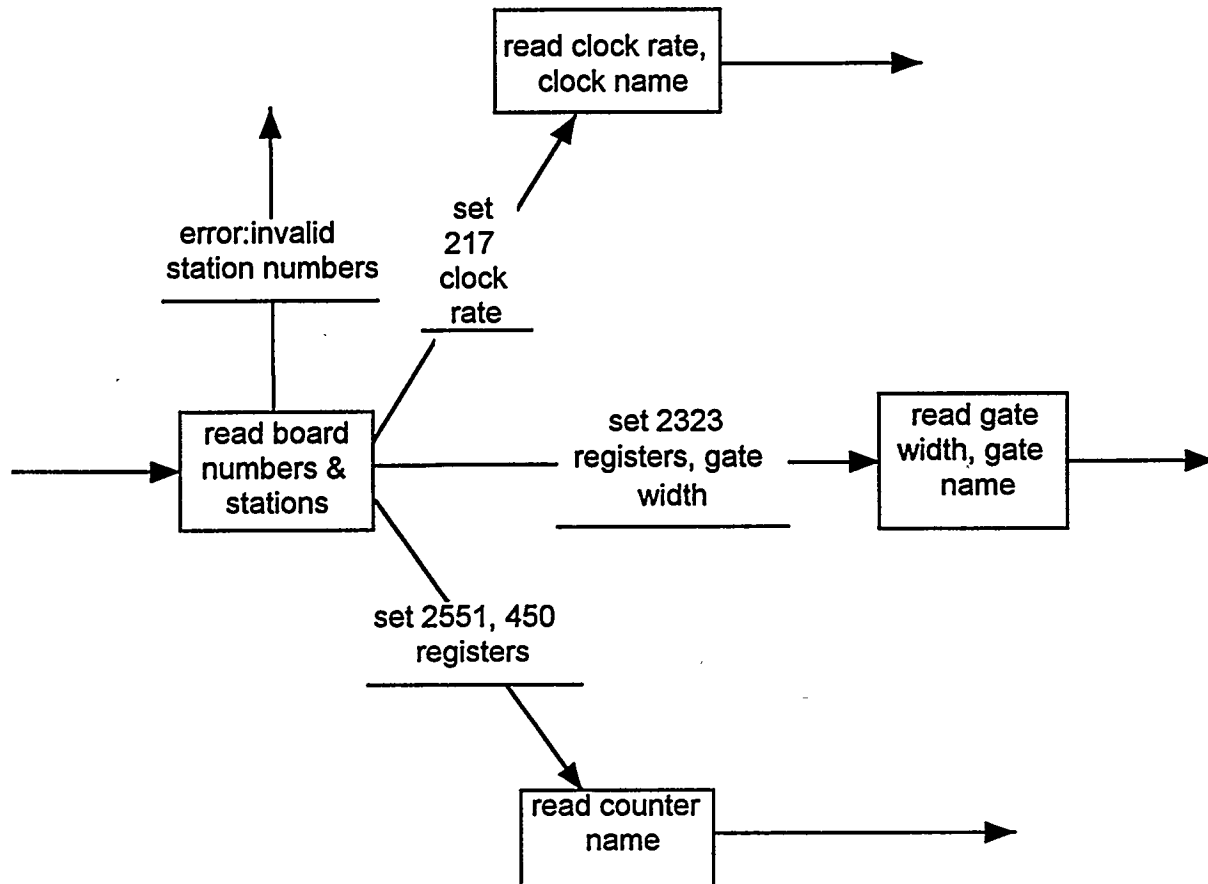 read clock rate,
clock name
error:invalid
station numbers
set
217
clock
rate
read board
numbers &
stations
set 2323
registers, gate
width
read gate
width, gate
name
set 2551, 450
registers
read counter
name